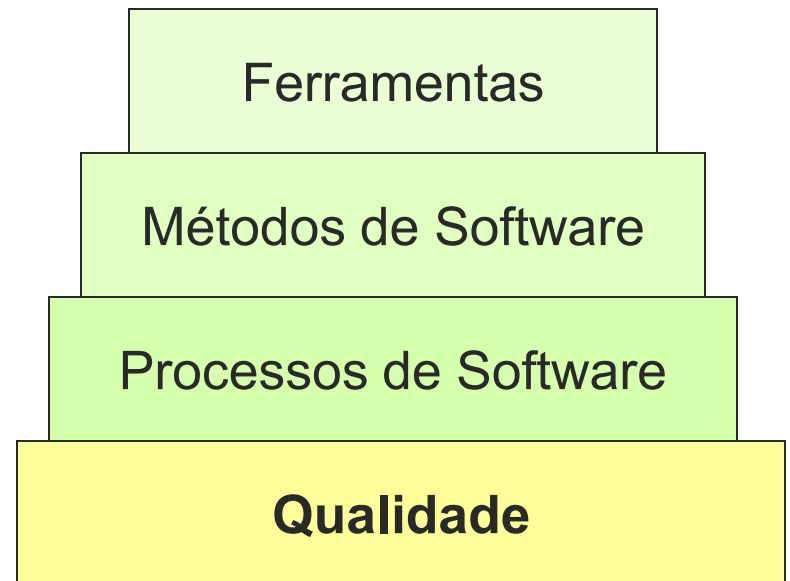 Ferramentas
Métodos de Software
Processos de Software
Qualidade